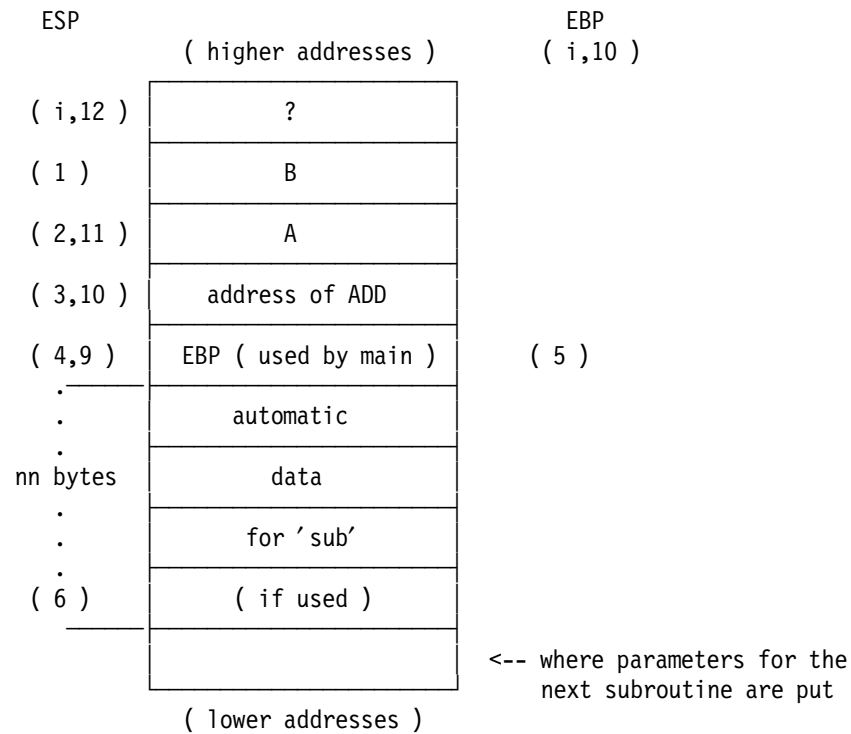 ESP EBP
( higher addresses ) ( i,10 )
( i,12 ) ?
( 1 ) B
( 2,11 ) A
( 3,10 ) address of ADD
( 4,9 ) EBP ( used by main ) ( 5 )
.
. automatic
.
nn bytes data
.
. for ′sub′
.
( 6 ) ( if used )
<-- where parameters for the
next subroutine are put
( lower addresses )